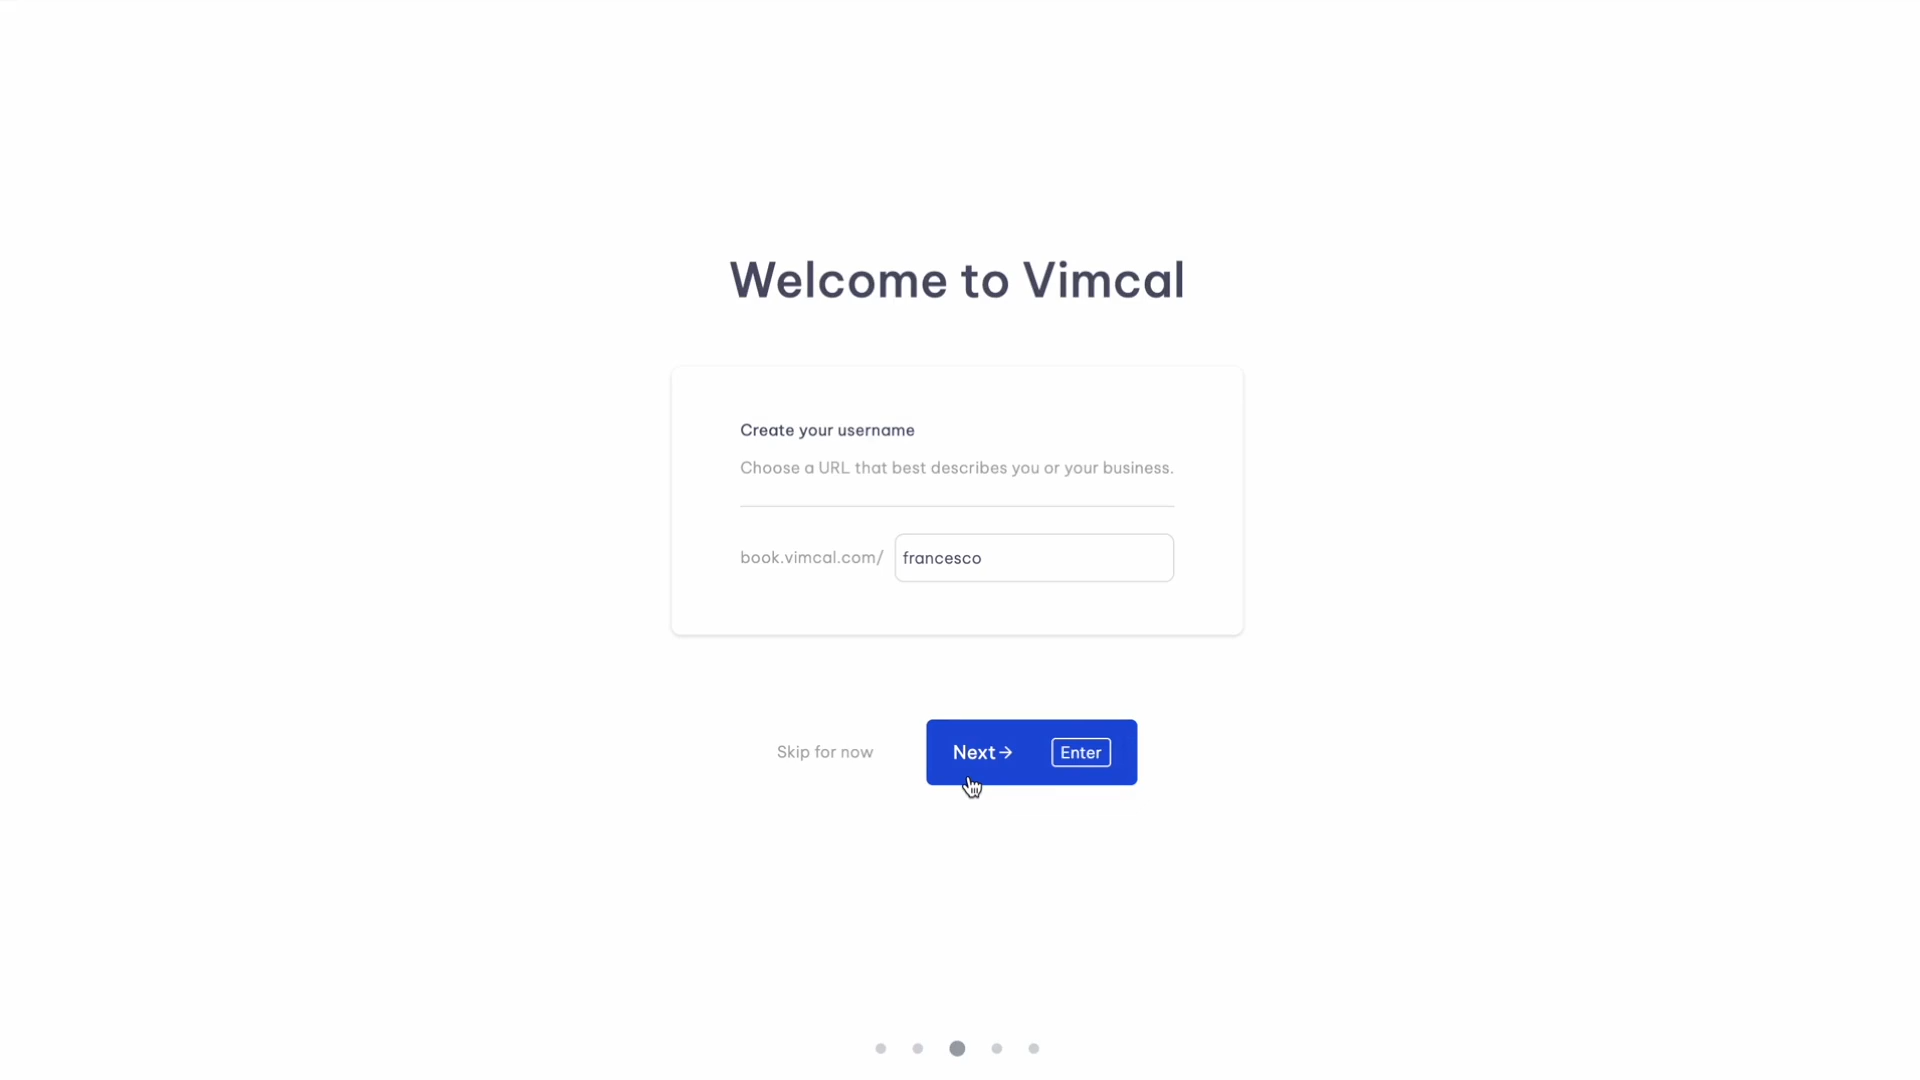 Welcome to Vimcal
Create your username
Choose a URL that best describes you or your business.
book.vimcal.com/ francesco
Skip for now
Next→ Enter